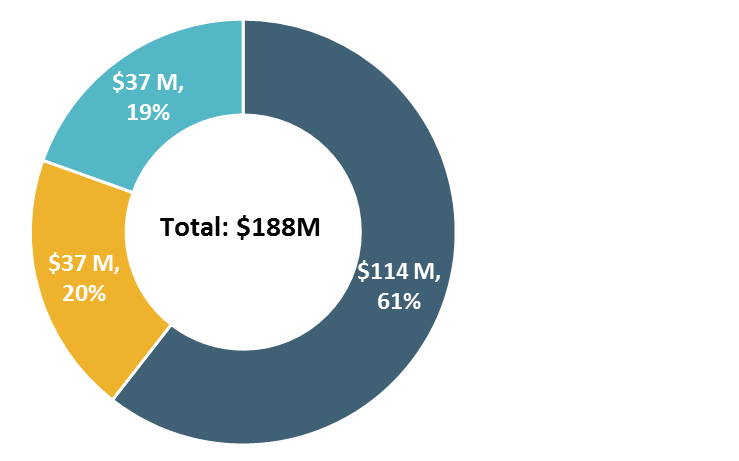 $37 M,
19%
Total: $188M
$37 M,
20%
$114 M,
61%